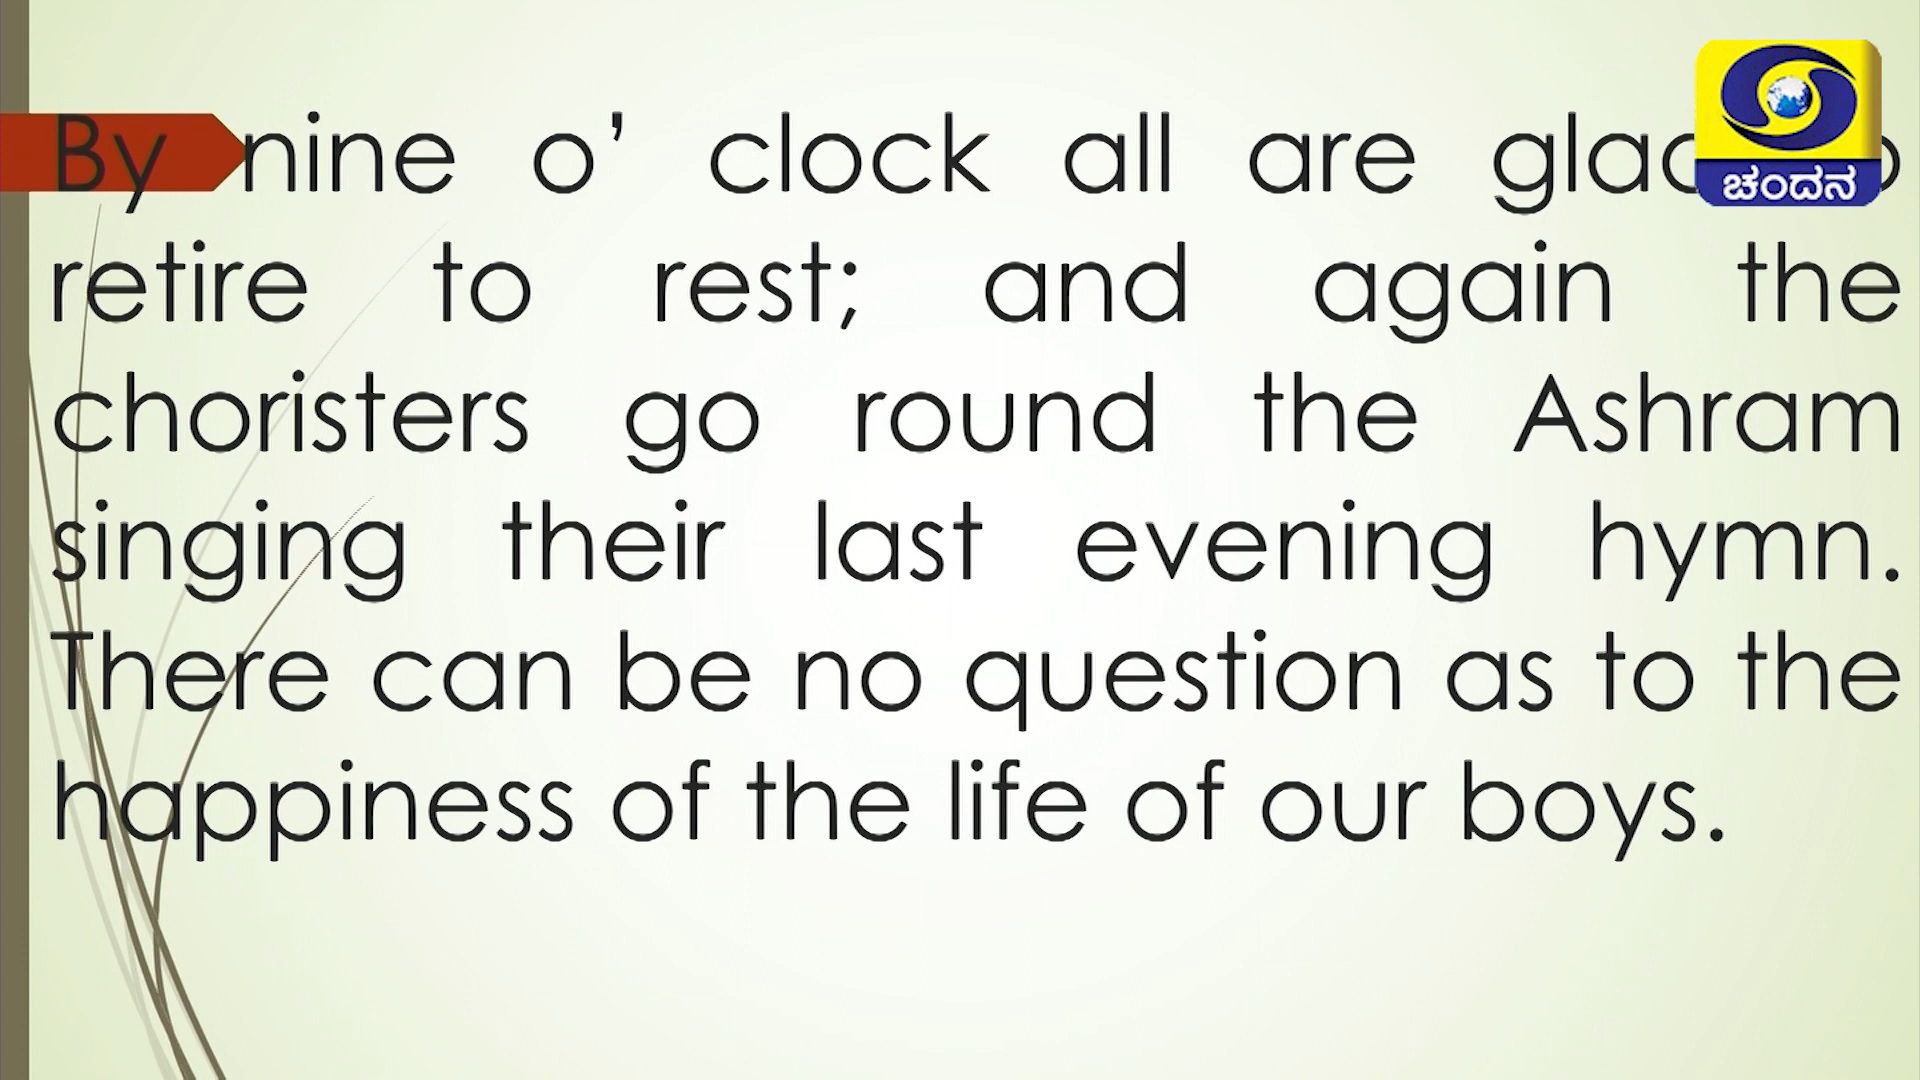 By nine o’ clock all are
retire to rest; and again the
choristers go round the Ashram
singing their last evening hymn.
There can be no question as to the
happiness of the life of our boys.
ಚಂದನ